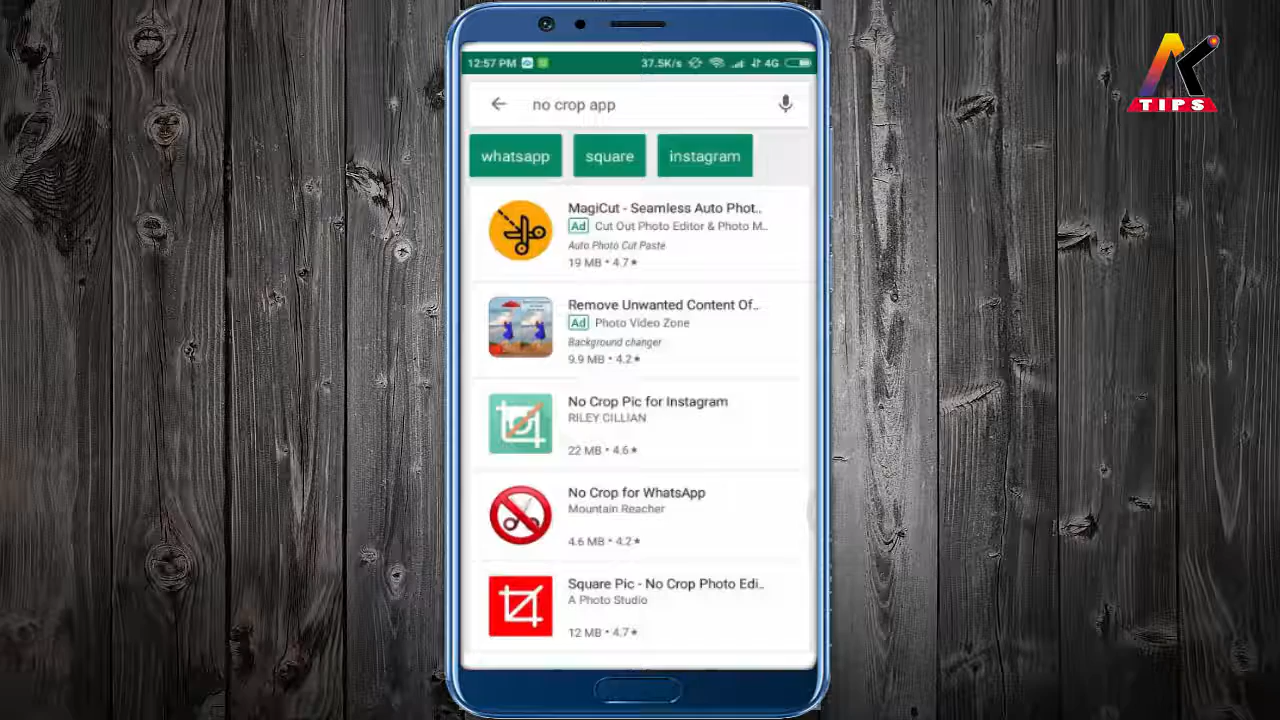 AK
TIPS
12:57 PM
37.5K/s
4G
no crop app
whatsapp
square
instagram
MagiCut - Seamless Auto Phot..
Ad Cut Out Photo Editor & Photo M..
Auto Photo Cut Paste
19 MB • 4.7★
Remove Unwanted Content Of..
Ad Photo Video Zone
Background changer
9.9 MB • 4.2★
No Crop Pic for Instagram
RILEY CILLIAN
22 MB • 4.6★
No Crop for WhatsApp
Mountain Reacher
4.6 MB • 4.2★
Square Pic - No Crop Photo Edi..
A Photo Studio
12 MB • 4.7★